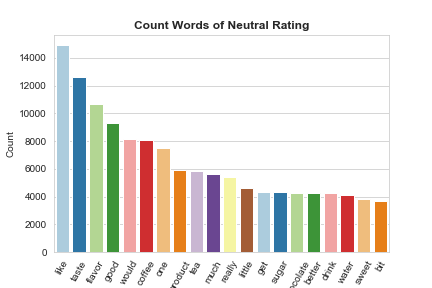 Count Words of Neutral Rating
Count
14000
12000
10000
8000
6000
4000
2000
0
like
taste
flavor
good
would
coffee
one
product
tea
much
really
little
get
sugar
ocolate
better
drink
water
sweet
bit